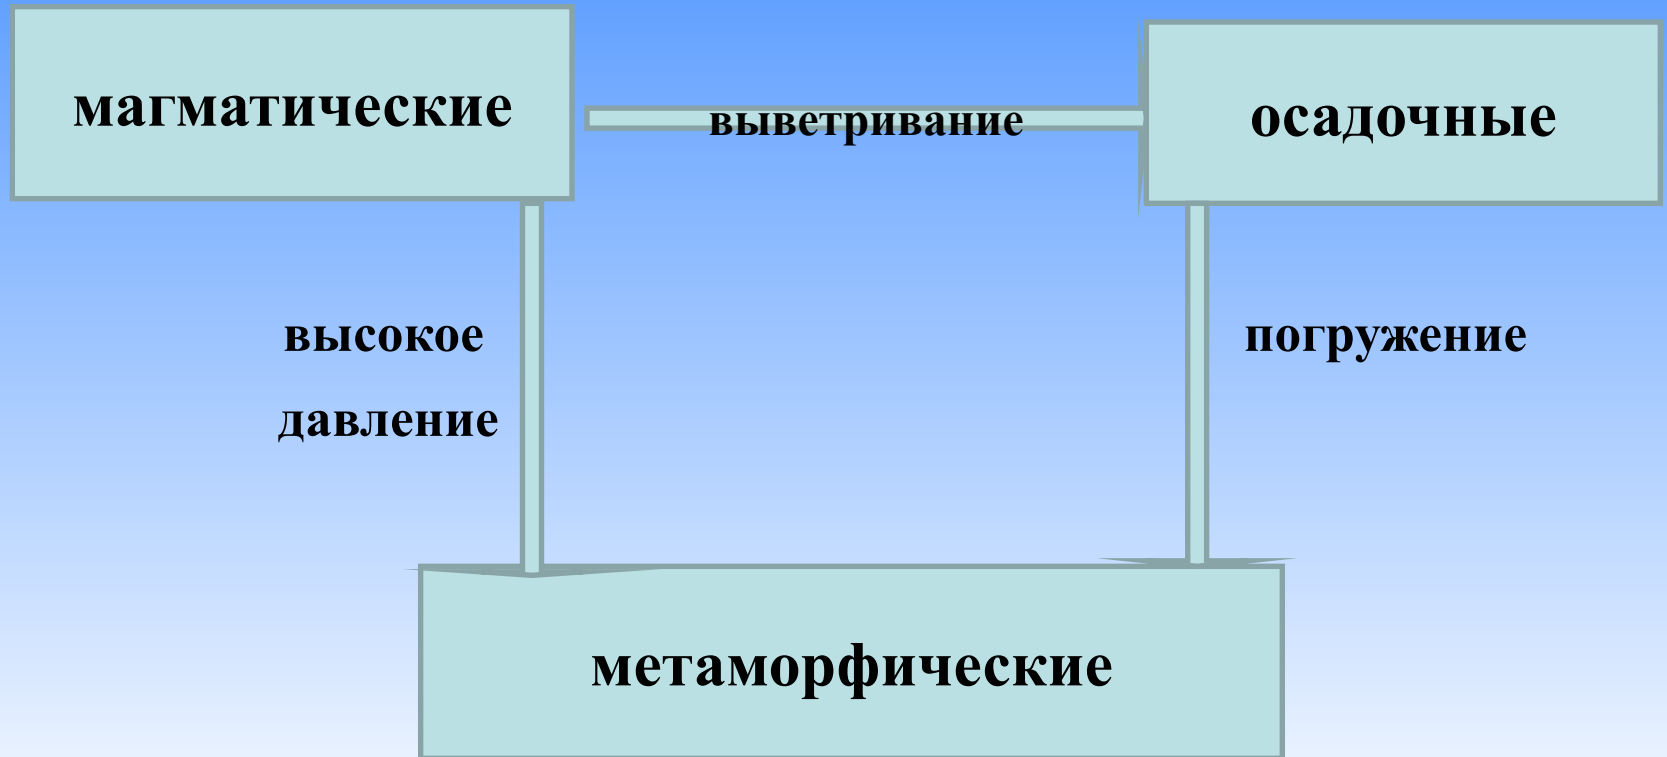 магматические
выветривание
осадочные
высокое
давление
погружение
метаморфические